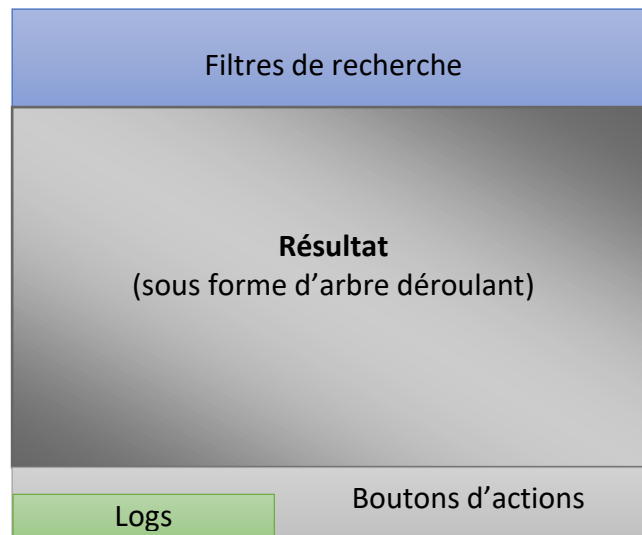 Filtres de recherche
Résultat
(sous forme d’arbre déroulant)
Boutons d’actions
Logs